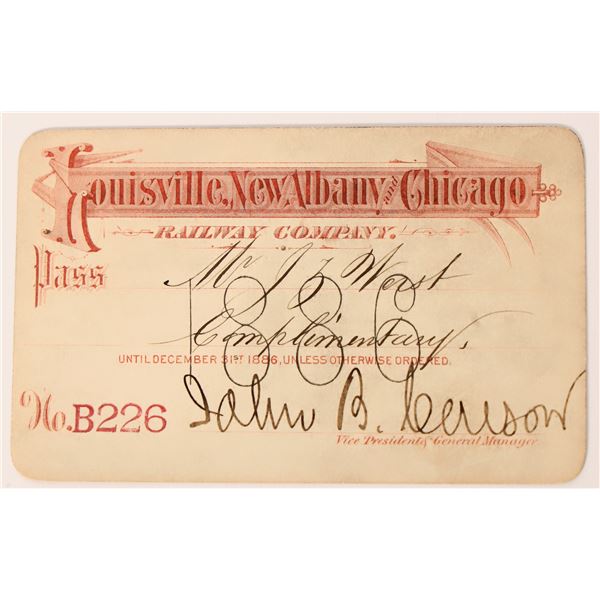 Louisville, New Albany and Chicago
RAILWAY COMPANY.
Pass Mr J Z West
1886
Complimentary
UNTIL DECEMBER 31ST 1886, UNLESS OTHERWISE ORDERED.
No. B226 John B. Carson
Vice President & General Manager.